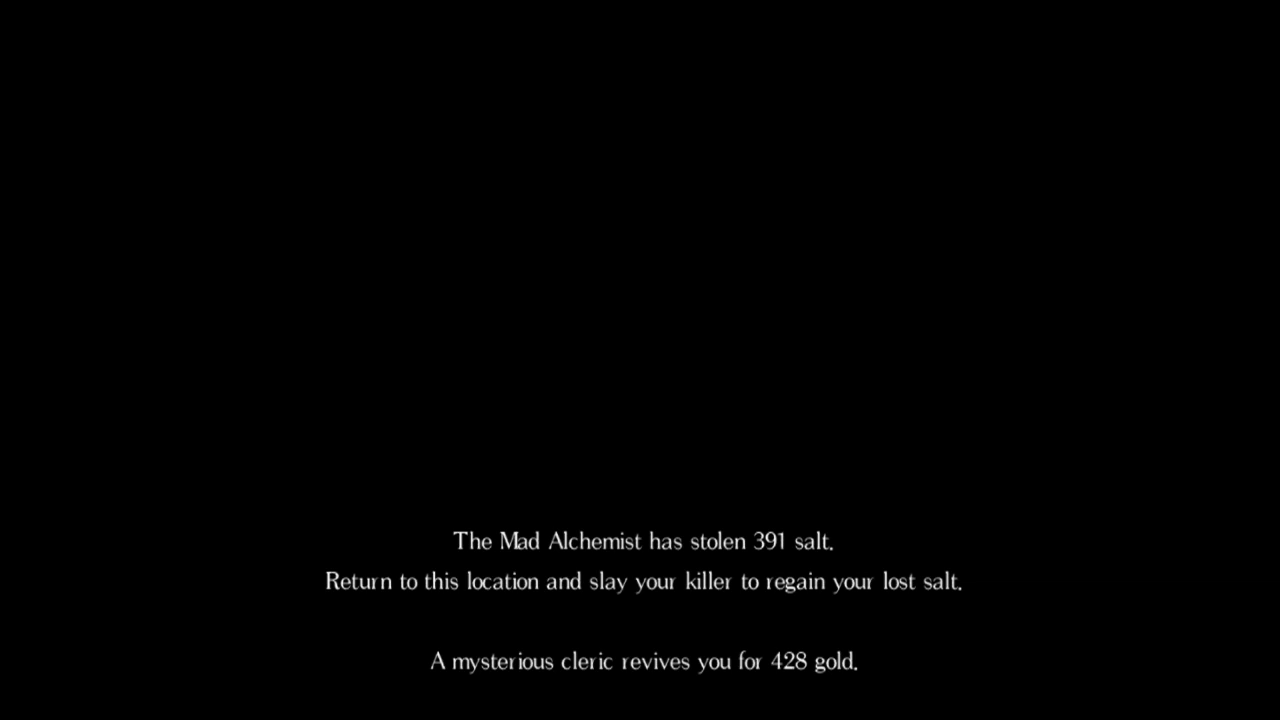 The Mad Alchemist has stolen 391 salt.
Return to this location and slay your killer to regain your lost salt.
A mysterious cleric revives you for 428 gold.